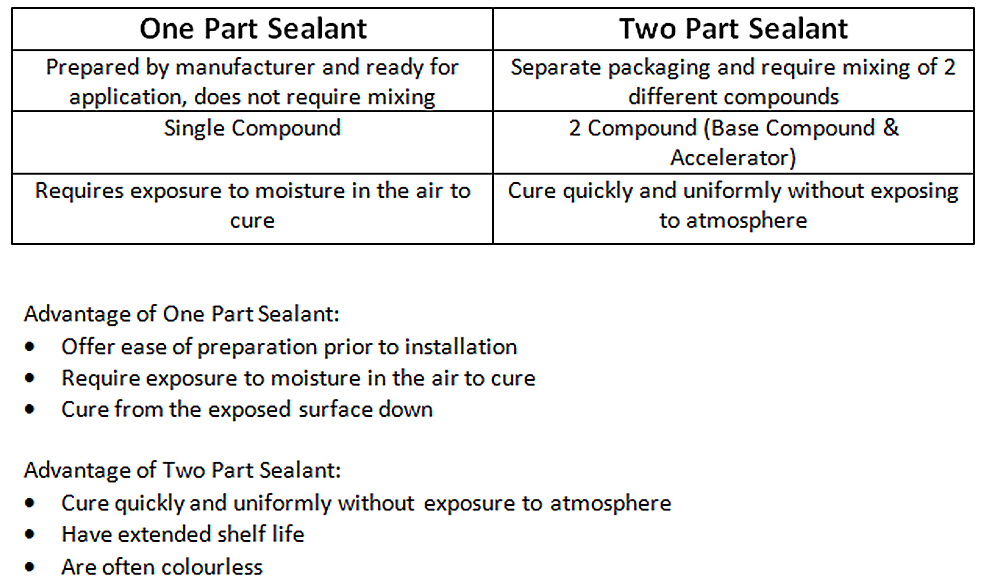 One Part Sealant
Two Part Sealant
Prepared by manufacturer and ready for
application, does not require mixing
Separate packaging and require mixing of 2
different compounds
Single Compound
2 Compound (Base Compound &
Accelerator)
Requires exposure to moisture in the air to
cure
Cure quickly and uniformly without exposing
to atmosphere
Advantage of One Part Sealant:
• Offer ease of preparation prior to installation
• Require exposure to moisture in the air to cure
• Cure from the exposed surface down
Advantage of Two Part Sealant:
• Cure quickly and uniformly without exposure to atmosphere
• Have extended shelf life
• Are often colourless